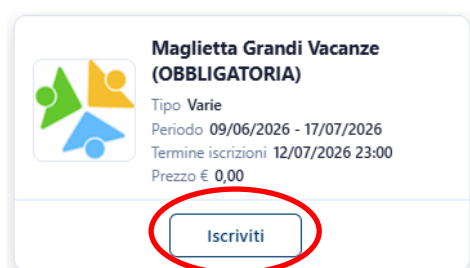 Maglietta Grandi Vacanze
(OBBLIGATORIA)
Tipo Varie
Periodo 09/06/2026 - 17/07/2026
Termine iscrizioni 12/07/2026 23:00
Prezzo € 0,00
Iscriviti